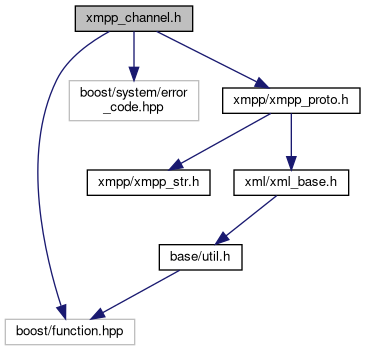 xmpp_channel.h
boost/system/error
_code.hpp
xmpp/xmpp_proto.h
xmpp/xmpp_str.h
xml/xml_base.h
base/util.h
boost/function.hpp